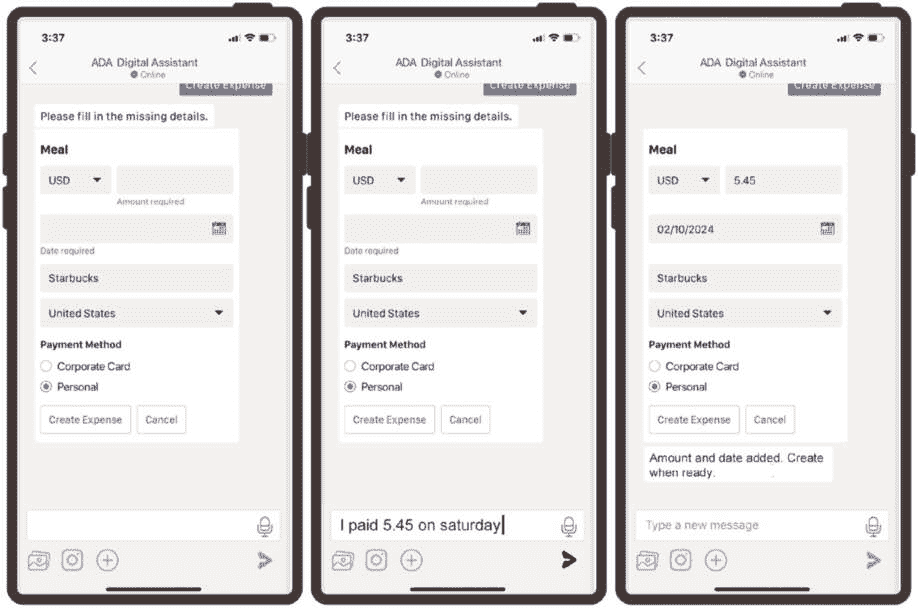 3:37
ADA Digital Assistant
Online
Create Expense
Please fill in the missing details.
Meal
USD
Amount required
Date required
Starbucks
United States
Payment Method
Corporate Card
Personal
Create Expense
Cancel
3:37
ADA Digital Assistant
Online
Create Expense
Please fill in the missing details.
Meal
USD
Amount required
Date required
Starbucks
United States
Payment Method
Corporate Card
Personal
Create Expense
Cancel
I paid 5.45 on saturday
3:37
ADA Digital Assistant
Online
Create Expense
Meal
USD
5.45
02/10/2024
Starbucks
United States
Payment Method
Corporate Card
Personal
Create Expense
Cancel
Amount and date added. Create
when ready.
Type a new message